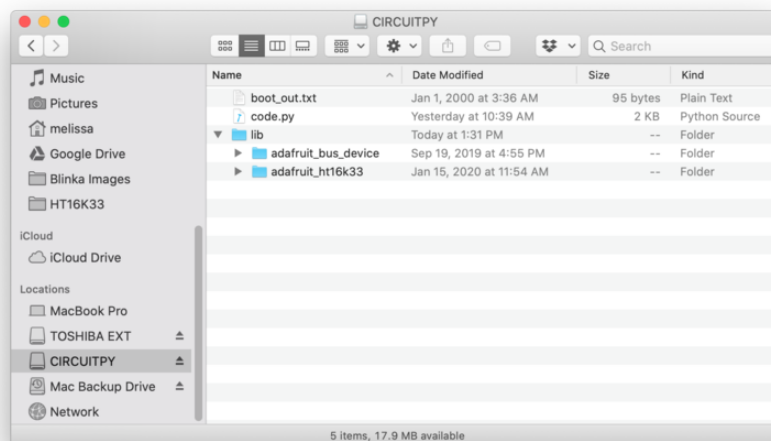 CIRCUITPY
Search
Music
Pictures
melissa
Google Drive
Blinka Images
HT16K33
iCloud
iCloud Drive
Locations
MacBook Pro
TOSHIBA EXT
CIRCUITPY
Mac Backup Drive
Network
Name Date Modified Size Kind
boot_out.txt Jan 1, 2000 at 3:36 AM 95 bytes Plain Text
code.py Yesterday at 10:39 AM 2 KB Python Source
lib Today at 1:31 PM -- Folder
adafruit_bus_device Sep 19, 2019 at 4:55 PM -- Folder
adafruit_ht16k33 Jan 15, 2020 at 11:54 AM -- Folder
5 items, 17.9 MB available